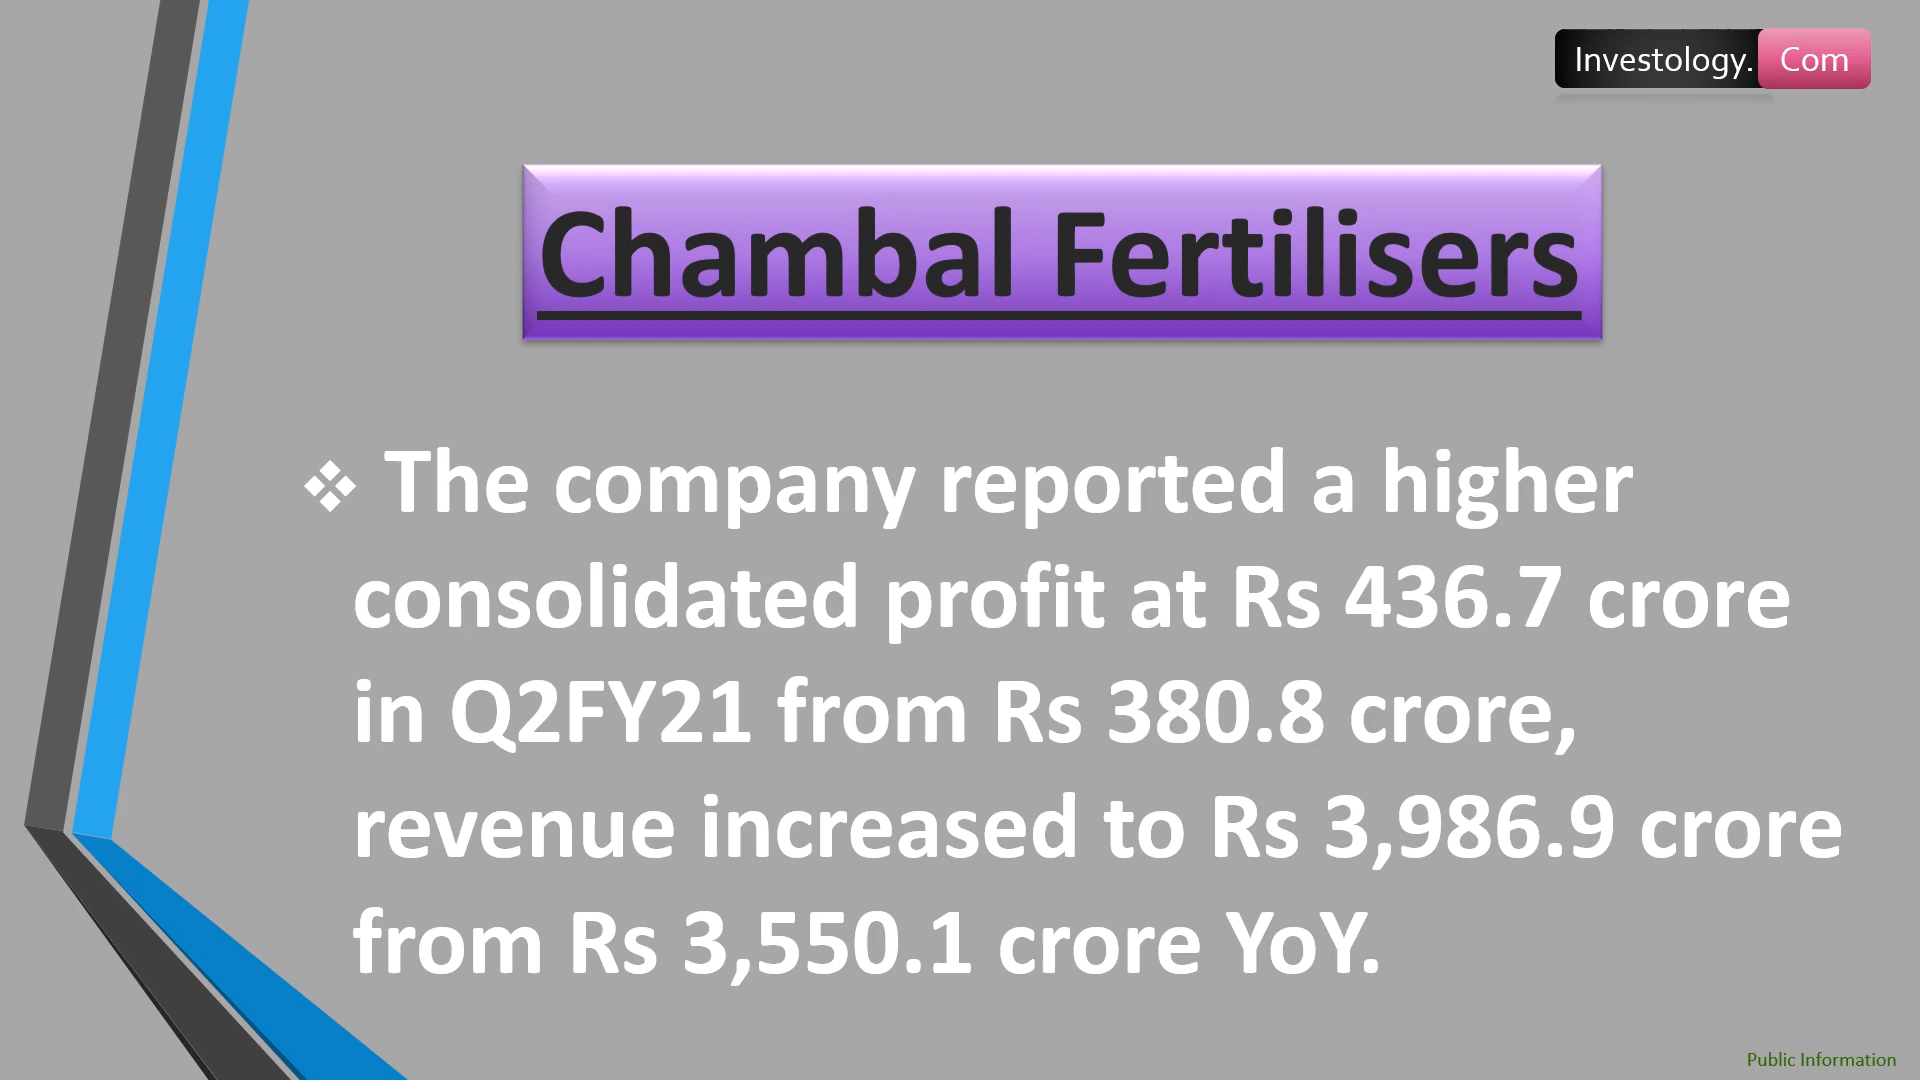 Investology. Com
Chambal Fertilisers
❖ The company reported a higher
consolidated profit at Rs 436.7 crore
in Q2FY21 from Rs 380.8 crore,
revenue increased to Rs 3,986.9 crore
from Rs 3,550.1 crore YoY.
Public Information